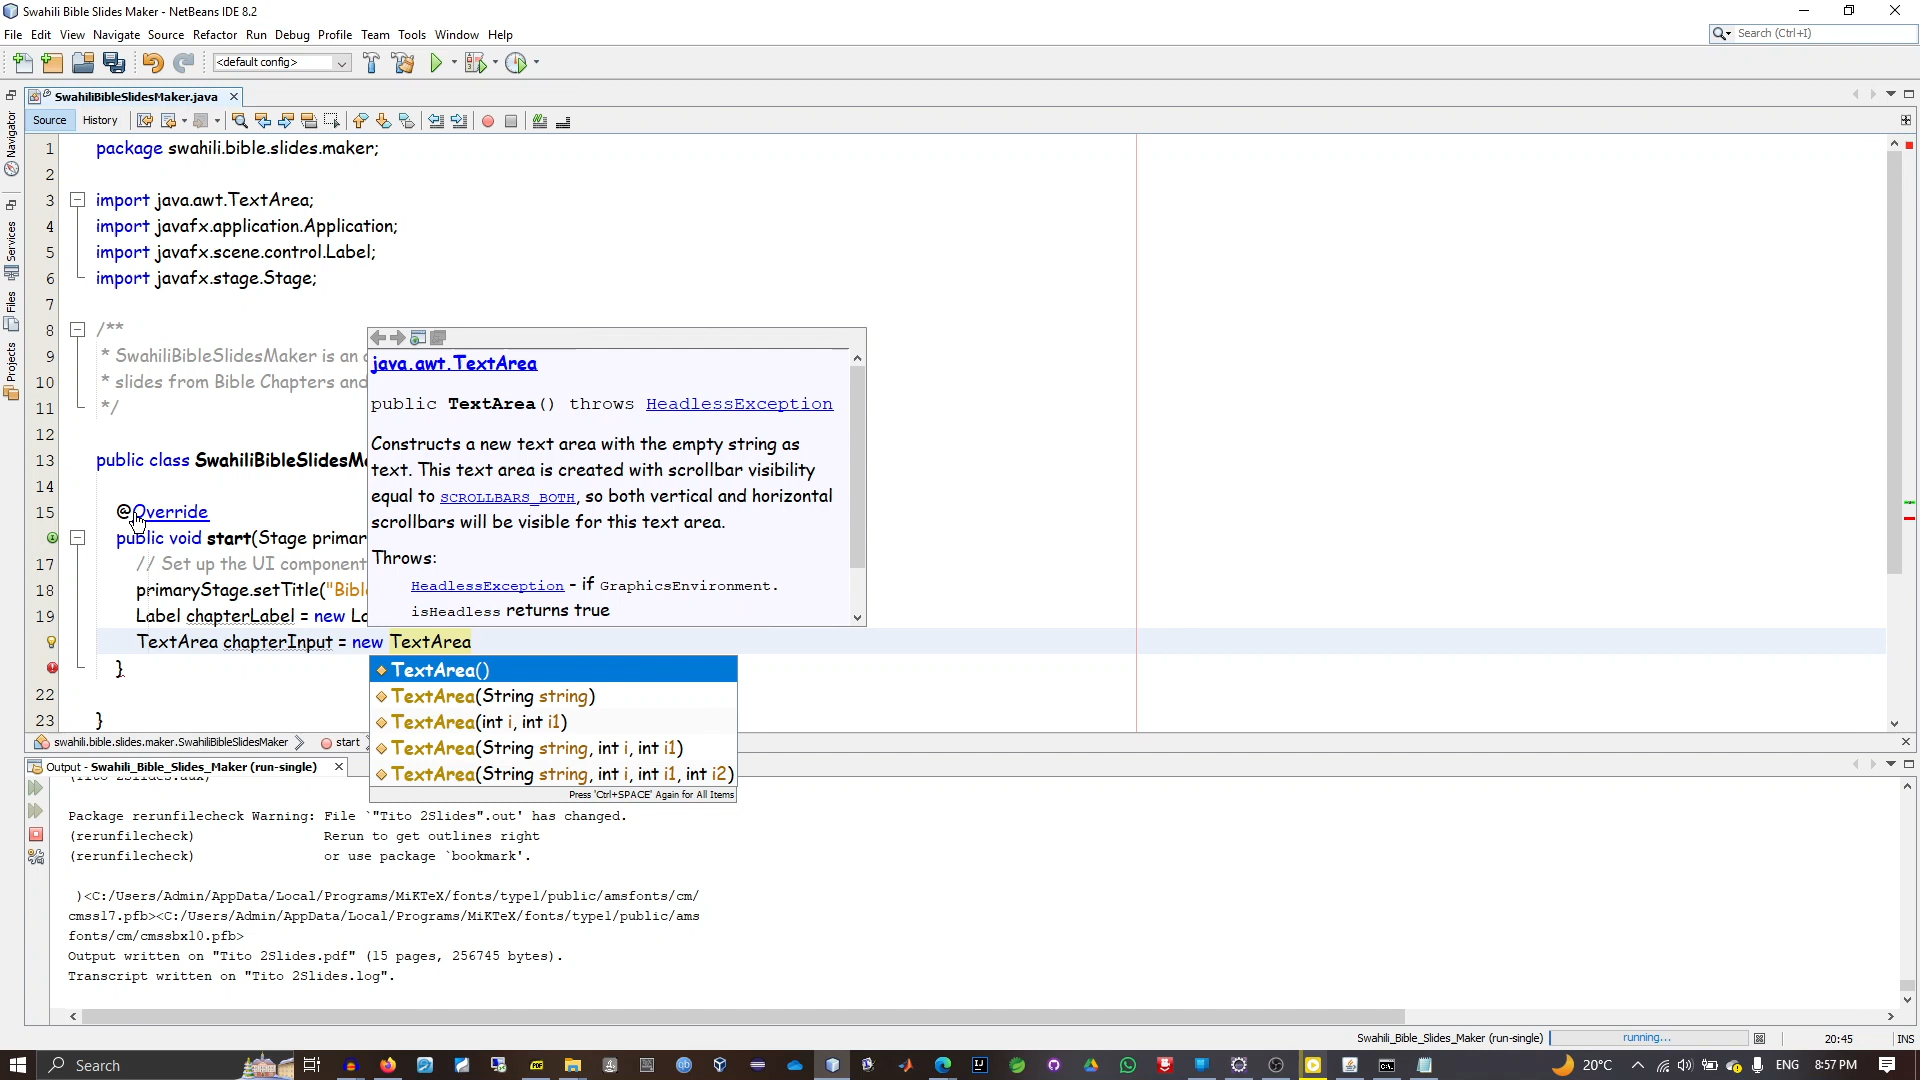 Swahili Bible Slides Maker - NetBeans IDE 8.2
File Edit View Navigate Source Refactor Run Debug Profile Team Tools Window Help
Search (Ctrl+I)
<default config>
SwahiliBibleSlidesMaker.java
Source History
Navigator
Services
Files
Projects
1 package swahili.bible.slides.maker;
2
3 import java.awt.TextArea;
4 import javafx.application.Application;
5 import javafx.scene.control.Label;
6 import javafx.stage.Stage;
7
8 /**
9 * SwahiliBibleSlidesMaker is an
10 * slides from Bible Chapters and
11 */
12
13 public class SwahiliBibleSlidesM
14
15 @Override
public void start(Stage primar
17 // Set up the UI component
18 primaryStage.setTitle("Bibl
19 Label chapterLabel = new L
TextArea chapterInput = new TextArea
}
22
23 }
java.awt.TextArea
public TextArea() throws HeadlessException
Constructs a new text area with the empty string as
text. This text area is created with scrollbar visibility
equal to SCROLLBARS_BOTH, so both vertical and horizontal
scrollbars will be visible for this text area.
Throws:
HeadlessException - if GraphicsEnvironment.
isHeadless returns true
TextArea()
TextArea(String string)
TextArea(int i, int i1)
TextArea(String string, int i, int i1)
TextArea(String string, int i, int i1, int i2)
Press 'Ctrl+SPACE' Again for All Items
swahili.bible.slides.maker.SwahiliBibleSlidesMaker start
Output - Swahili_Bible_Slides_Maker (run-single)
(Tito 2Slides.aux)
Package rerunfilecheck Warning: File `"Tito 2Slides".out' has changed.
(rerunfilecheck) Rerun to get outlines right
(rerunfilecheck) or use package `bookmark'.
)<C:/Users/Admin/AppData/Local/Programs/MiKTeX/fonts/type1/public/amsfonts/cm/
cmss17.pfb><C:/Users/Admin/AppData/Local/Programs/MiKTeX/fonts/type1/public/ams
fonts/cm/cmssbx10.pfb>
Output written on "Tito 2Slides.pdf" (15 pages, 256745 bytes).
Transcript written on "Tito 2Slides.log".
Swahili_Bible_Slides_Maker (run-single) running... 20:45 INS
Search
20°C ENG 8:57 PM